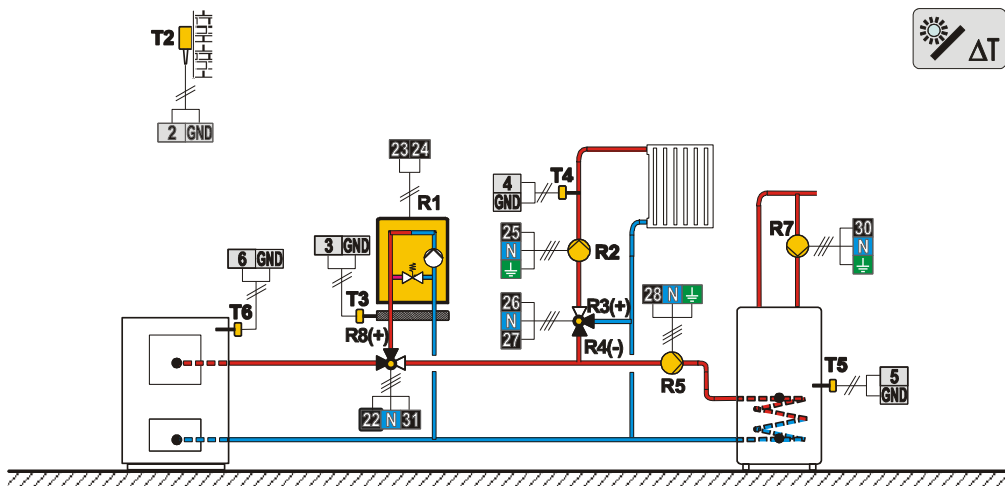 T2
ΔT
2 GND
23 24
R1
4
GND
T4
3 GND
25
N
R2
R7
30
N
6 GND
T6
T3
28 N
26
N
27
R3(+)
R8(+)
R4(-)
R5
T5
5
GND
22 N 31